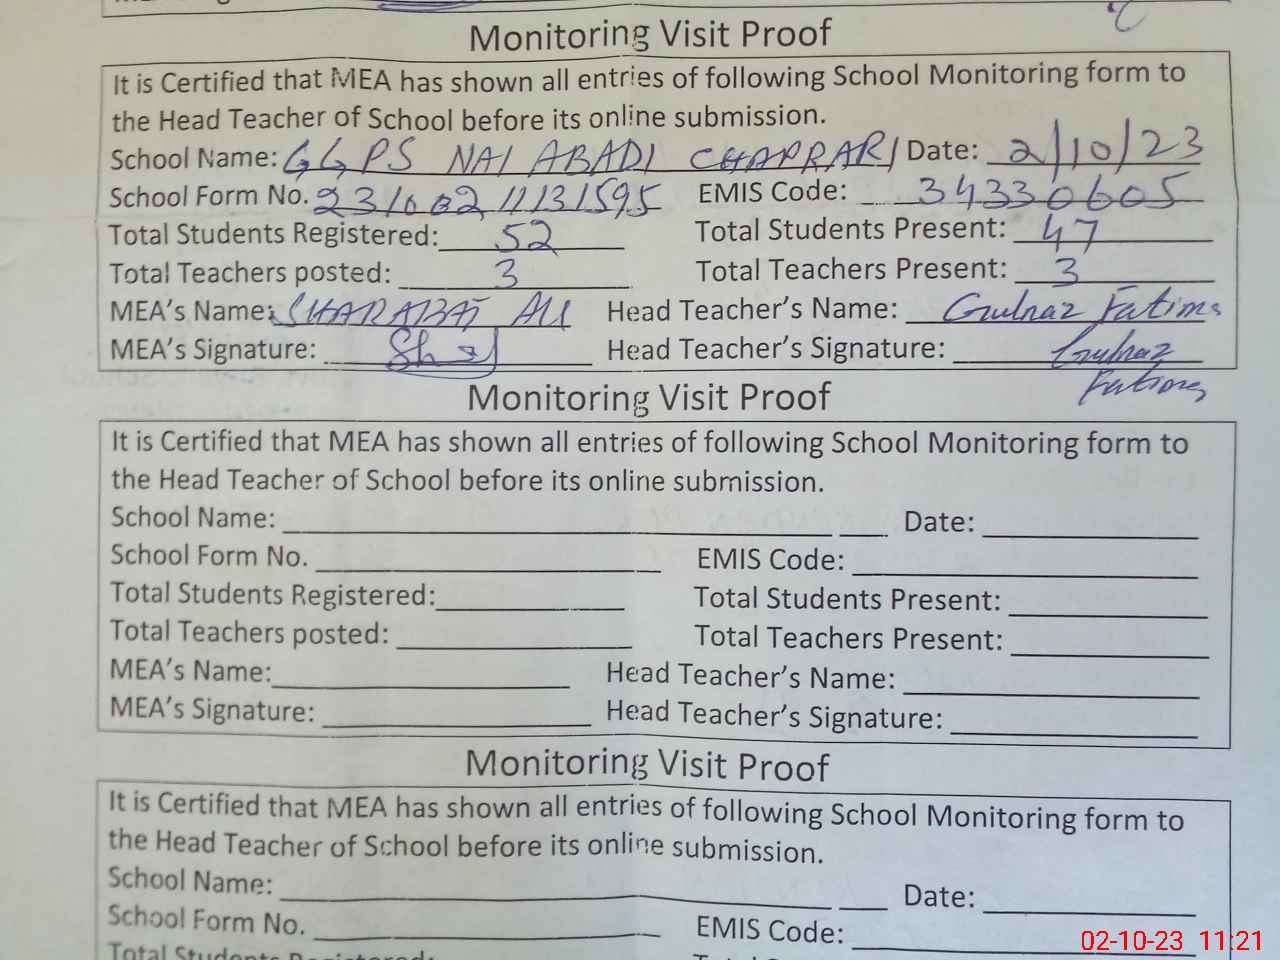 Monitoring Visit Proof
It is Certified that MEA has shown all entries of following School Monitoring form to
the Head Teacher of School before its online submission.
School Name: GGPS NAI ABADI CHAPRARI Date: 2/10/23
School Form No. 231002 11131595 EMIS Code: 34330605
Total Students Registered: 52 Total Students Present: 47
Total Teachers posted: 3 Total Teachers Present: 3
MEA's Name: SHARABAT ALI Head Teacher's Name: Gulnaz Fatima
MEA's Signature: Head Teacher's Signature: Gulnaz
Fatima
Monitoring Visit Proof
It is Certified that MEA has shown all entries of following School Monitoring form to
the Head Teacher of School before its online submission.
School Name: Date:
School Form No. EMIS Code:
Total Students Registered: Total Students Present:
Total Teachers posted: Total Teachers Present:
MEA's Name: Head Teacher's Name:
MEA's Signature: Head Teacher's Signature:
Monitoring Visit Proof
It is Certified that MEA has shown all entries of following School Monitoring form to
the Head Teacher of School before its online submission.
School Name: Date:
School Form No. EMIS Code:
02-10-23 11:21
Total Students Registered: